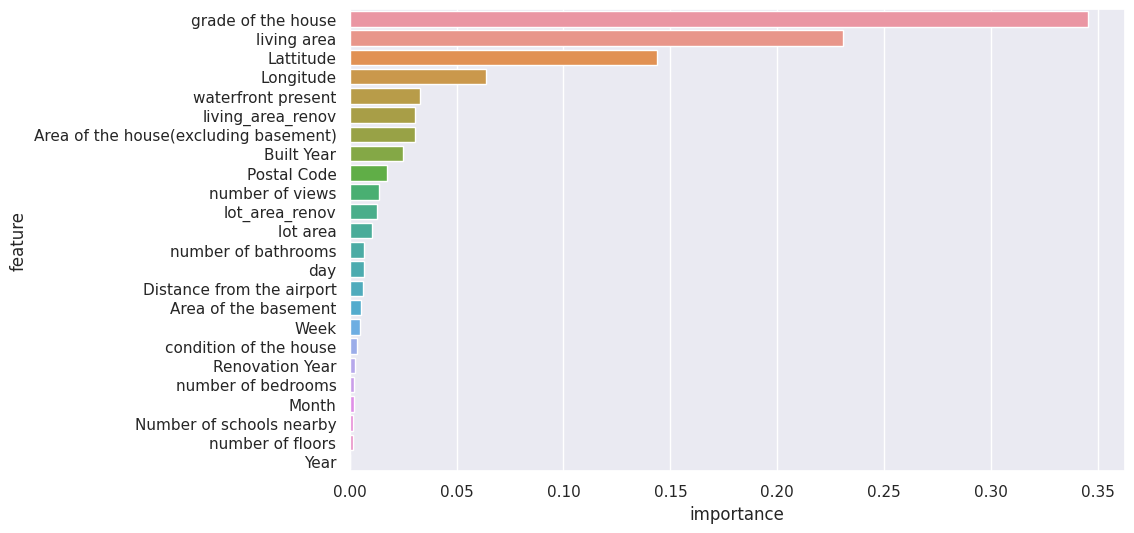 grade of the house
living area
Lattitude
Longitude
waterfront present
living_area_renov
Area of the house(excluding basement)
Built Year
Postal Code
number of views
lot_area_renov
lot area
number of bathrooms
day
Distance from the airport
Area of the basement
Week
condition of the house
Renovation Year
number of bedrooms
Month
Number of schools nearby
number of floors
Year
feature
0.00 0.05 0.10 0.15 0.20 0.25 0.30 0.35
importance